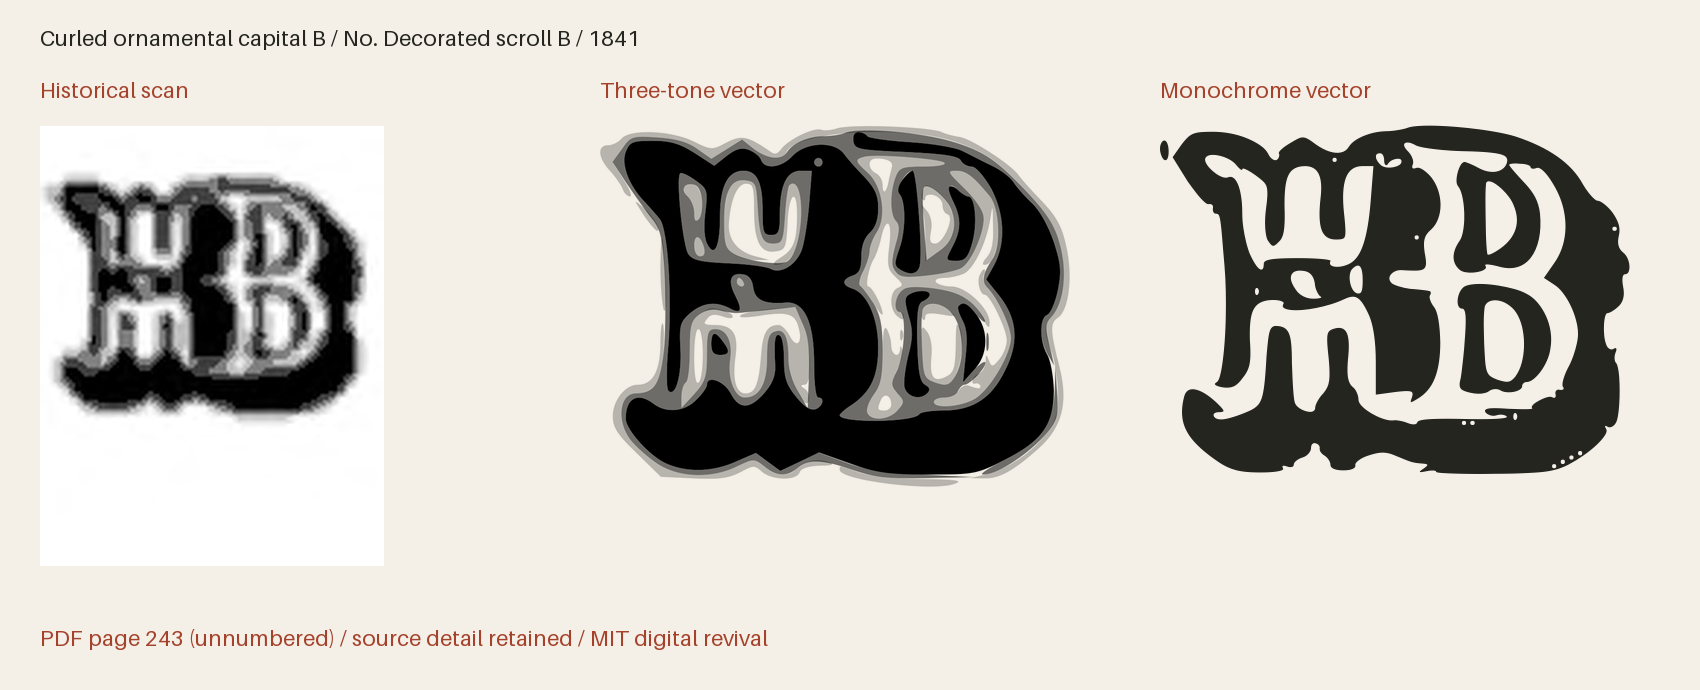 Curled ornamental capital B / No. Decorated scroll B / 1841
Historical scan
Three-tone vector
Monochrome vector
B
B
B
PDF page 243 (unnumbered) / source detail retained / MIT digital revival